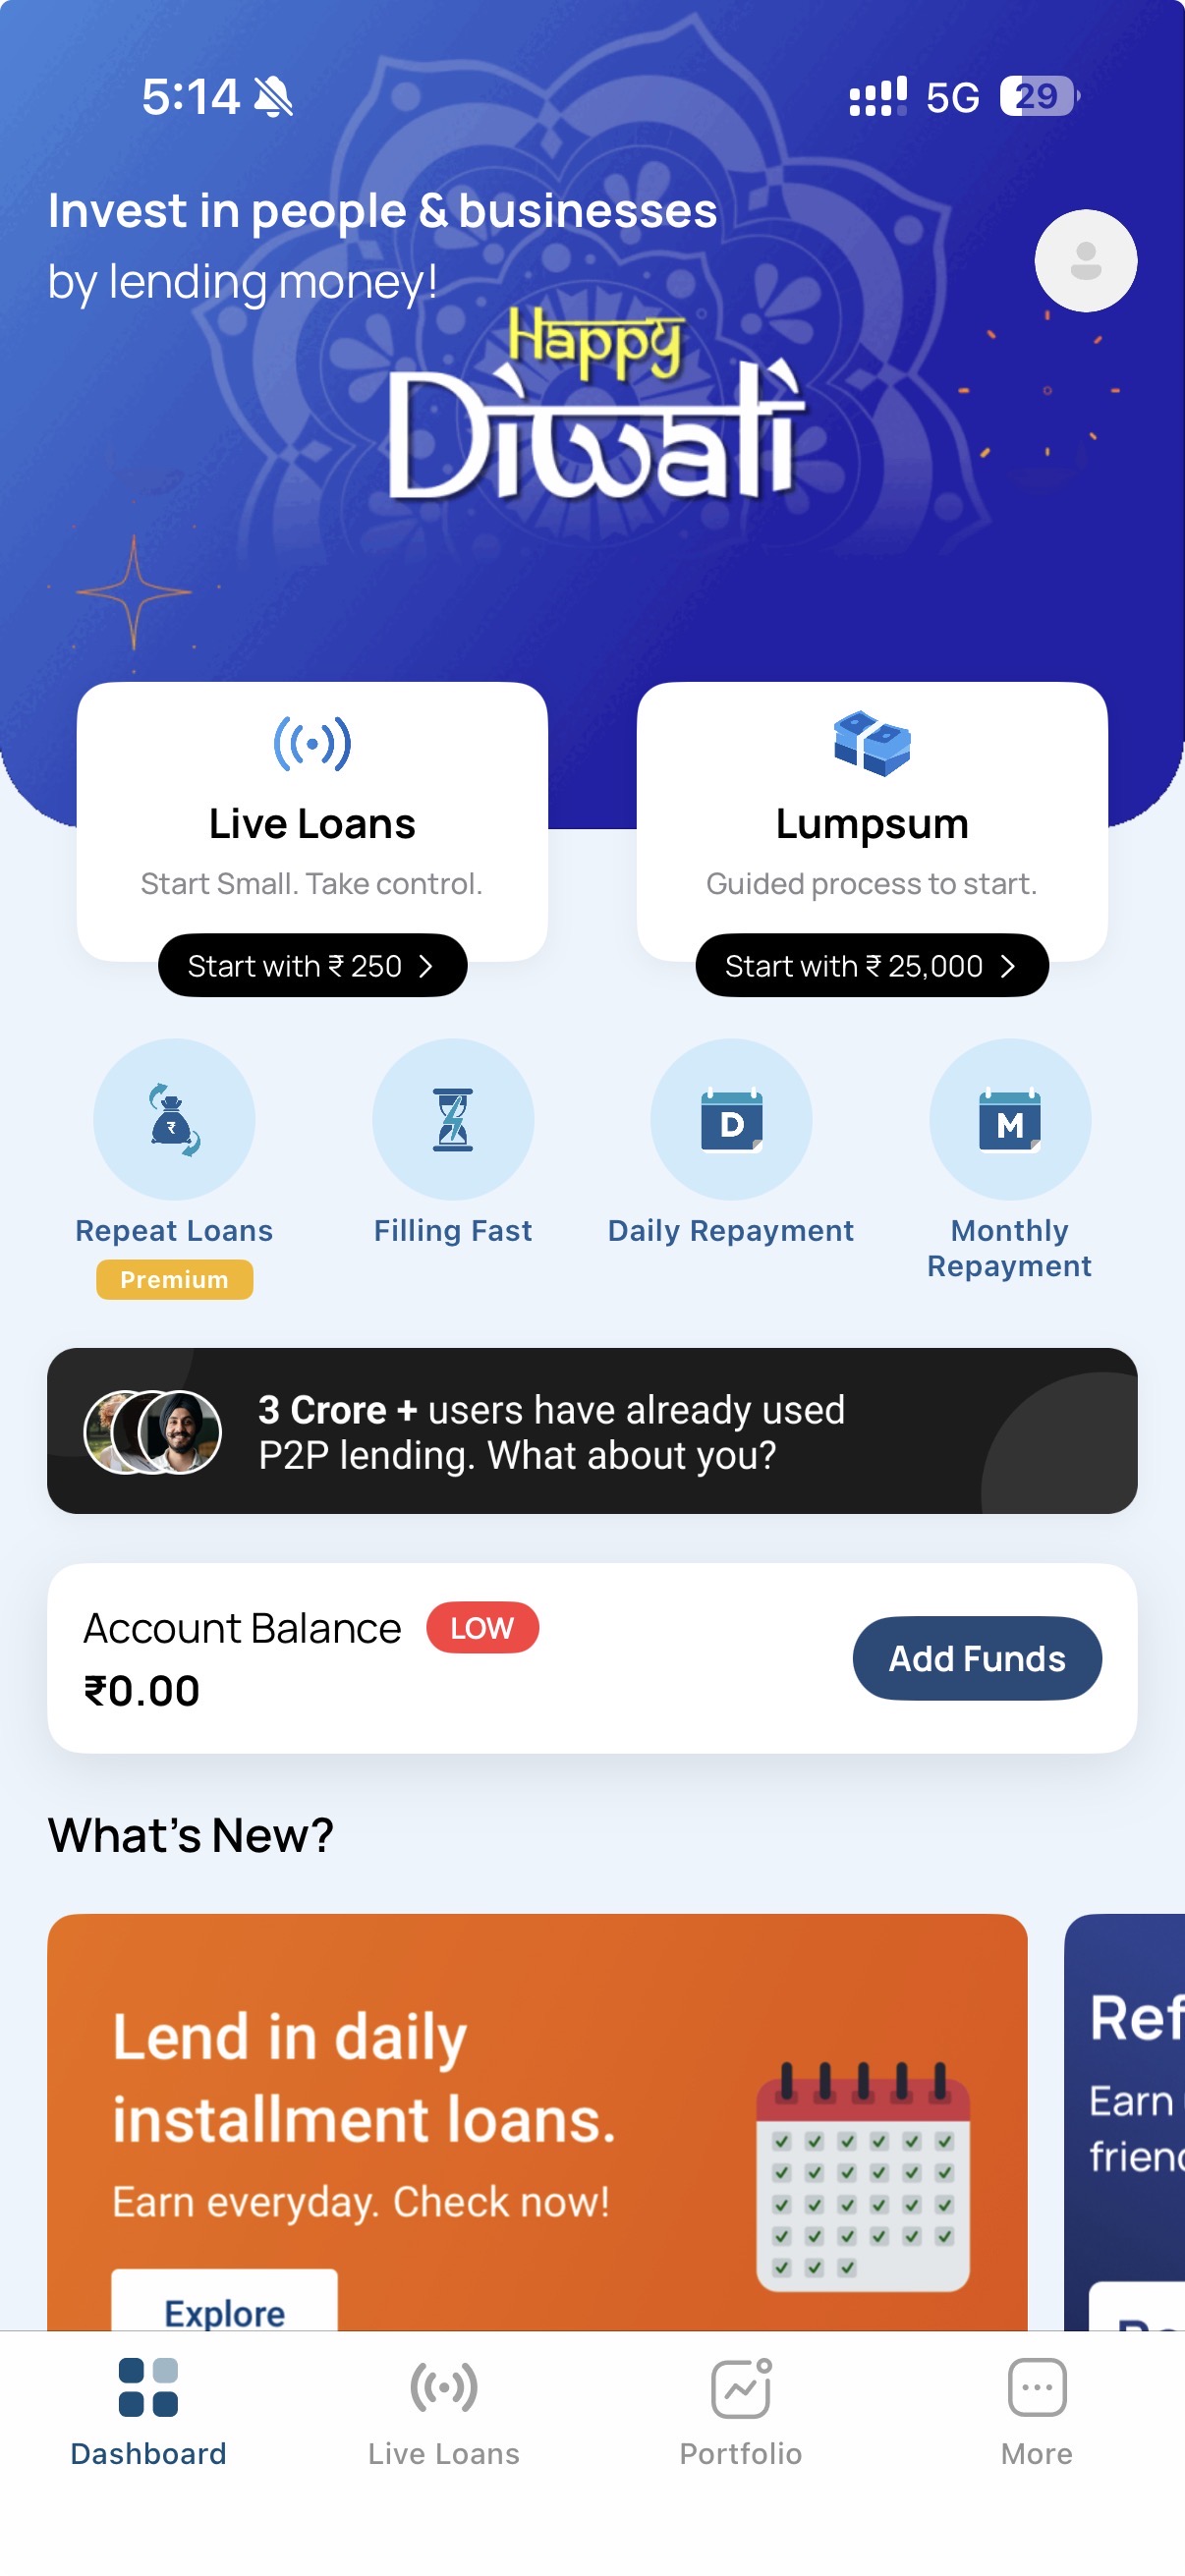 5:14
5G
29
Invest in people & businesses
by lending money!
Happy
Diwali
Live Loans
Start Small. Take control.
Start with ₹ 250
Lumpsum
Guided process to start.
Start with ₹ 25,000
Repeat Loans
Premium
Filling Fast
D
Daily Repayment
M
Monthly
Repayment
3 Crore + users have already used
P2P lending. What about you?
Account Balance
LOW
₹0.00
Add Funds
What's New?
Lend in daily
installment loans.
Earn everyday. Check now!
Explore
Ref
Earn
friend
Dashboard
Live Loans
Portfolio
More